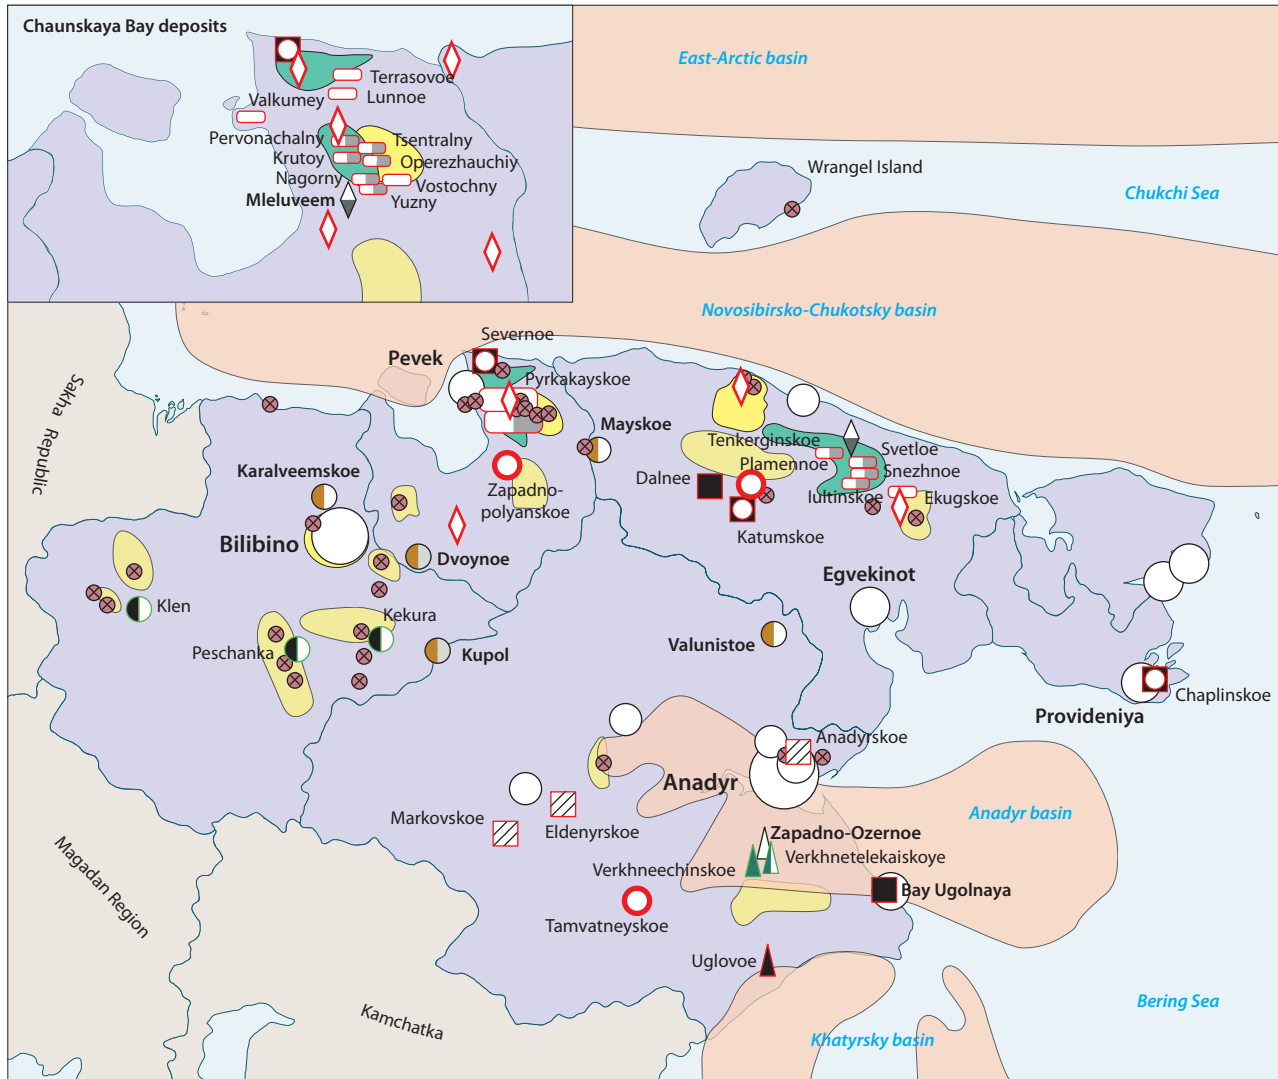 Chaunskaya Bay deposits
Terrasovoe
Valkumey
Lunnoe
Pervonachalny
Tsentralny
Krutoy
Operezhauchiy
Nagorny
Vostochny
Mleluveem
Yuzny
East-Arctic basin
Wrangel Island
Chukchi Sea
Novosibirsko-Chukotsky basin
Severnoe
Pevek
Pyrkakayskoe
Sakha Republic
Mayskoe
Tenkerginskoe
Svetloe
Plamennoe
Snezhnoe
Karalveemskoe
Dalnee
Iultinskoe
Ekugskoe
Zapadno-
polyanskoe
Katumskoe
Bilibino
Dvoynoe
Egvekinot
Klen
Kekura
Peschanka
Kupol
Valunistoe
Chaplinskoe
Provideniya
Anadyrskoe
Anadyr
Markovskoe
Eldenyrskoe
Anadyr basin
Zapadno-Ozernoe
Verkhnetelekaiskoye
Verkhneechinskoe
Bay Ugolnaya
Magadan Region
Tamvatneyskoe
Uglovoe
Bering Sea
Kamchatka
Khatyrsky basin